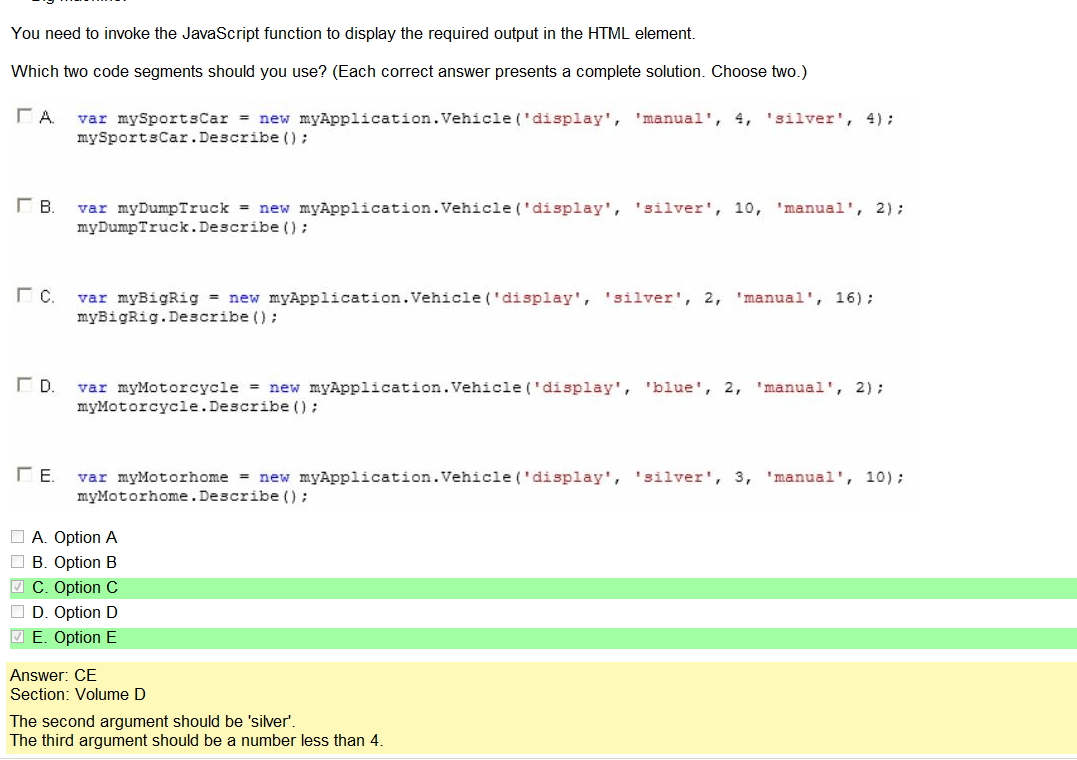 You need to invoke the JavaScript function to display the required output in the HTML element.
Which two code segments should you use? (Each correct answer presents a complete solution. Choose two.)
A. var mySportsCar = new myApplication.Vehicle('display', 'manual', 4, 'silver', 4);
mySportsCar.Describe();
B. var myDumpTruck = new myApplication.Vehicle('display', 'silver', 10, 'manual', 2);
myDumpTruck.Describe();
C. var myBigRig = new myApplication.Vehicle('display', 'silver', 2, 'manual', 16);
myBigRig.Describe();
D. var myMotorcycle = new myApplication.Vehicle('display', 'blue', 2, 'manual', 2);
myMotorcycle.Describe();
E. var myMotorhome = new myApplication.Vehicle('display', 'silver', 3, 'manual', 10);
myMotorhome.Describe();
A. Option A
B. Option B
C. Option C
D. Option D
E. Option E
Answer: CE
Section: Volume D
The second argument should be 'silver'.
The third argument should be a number less than 4.